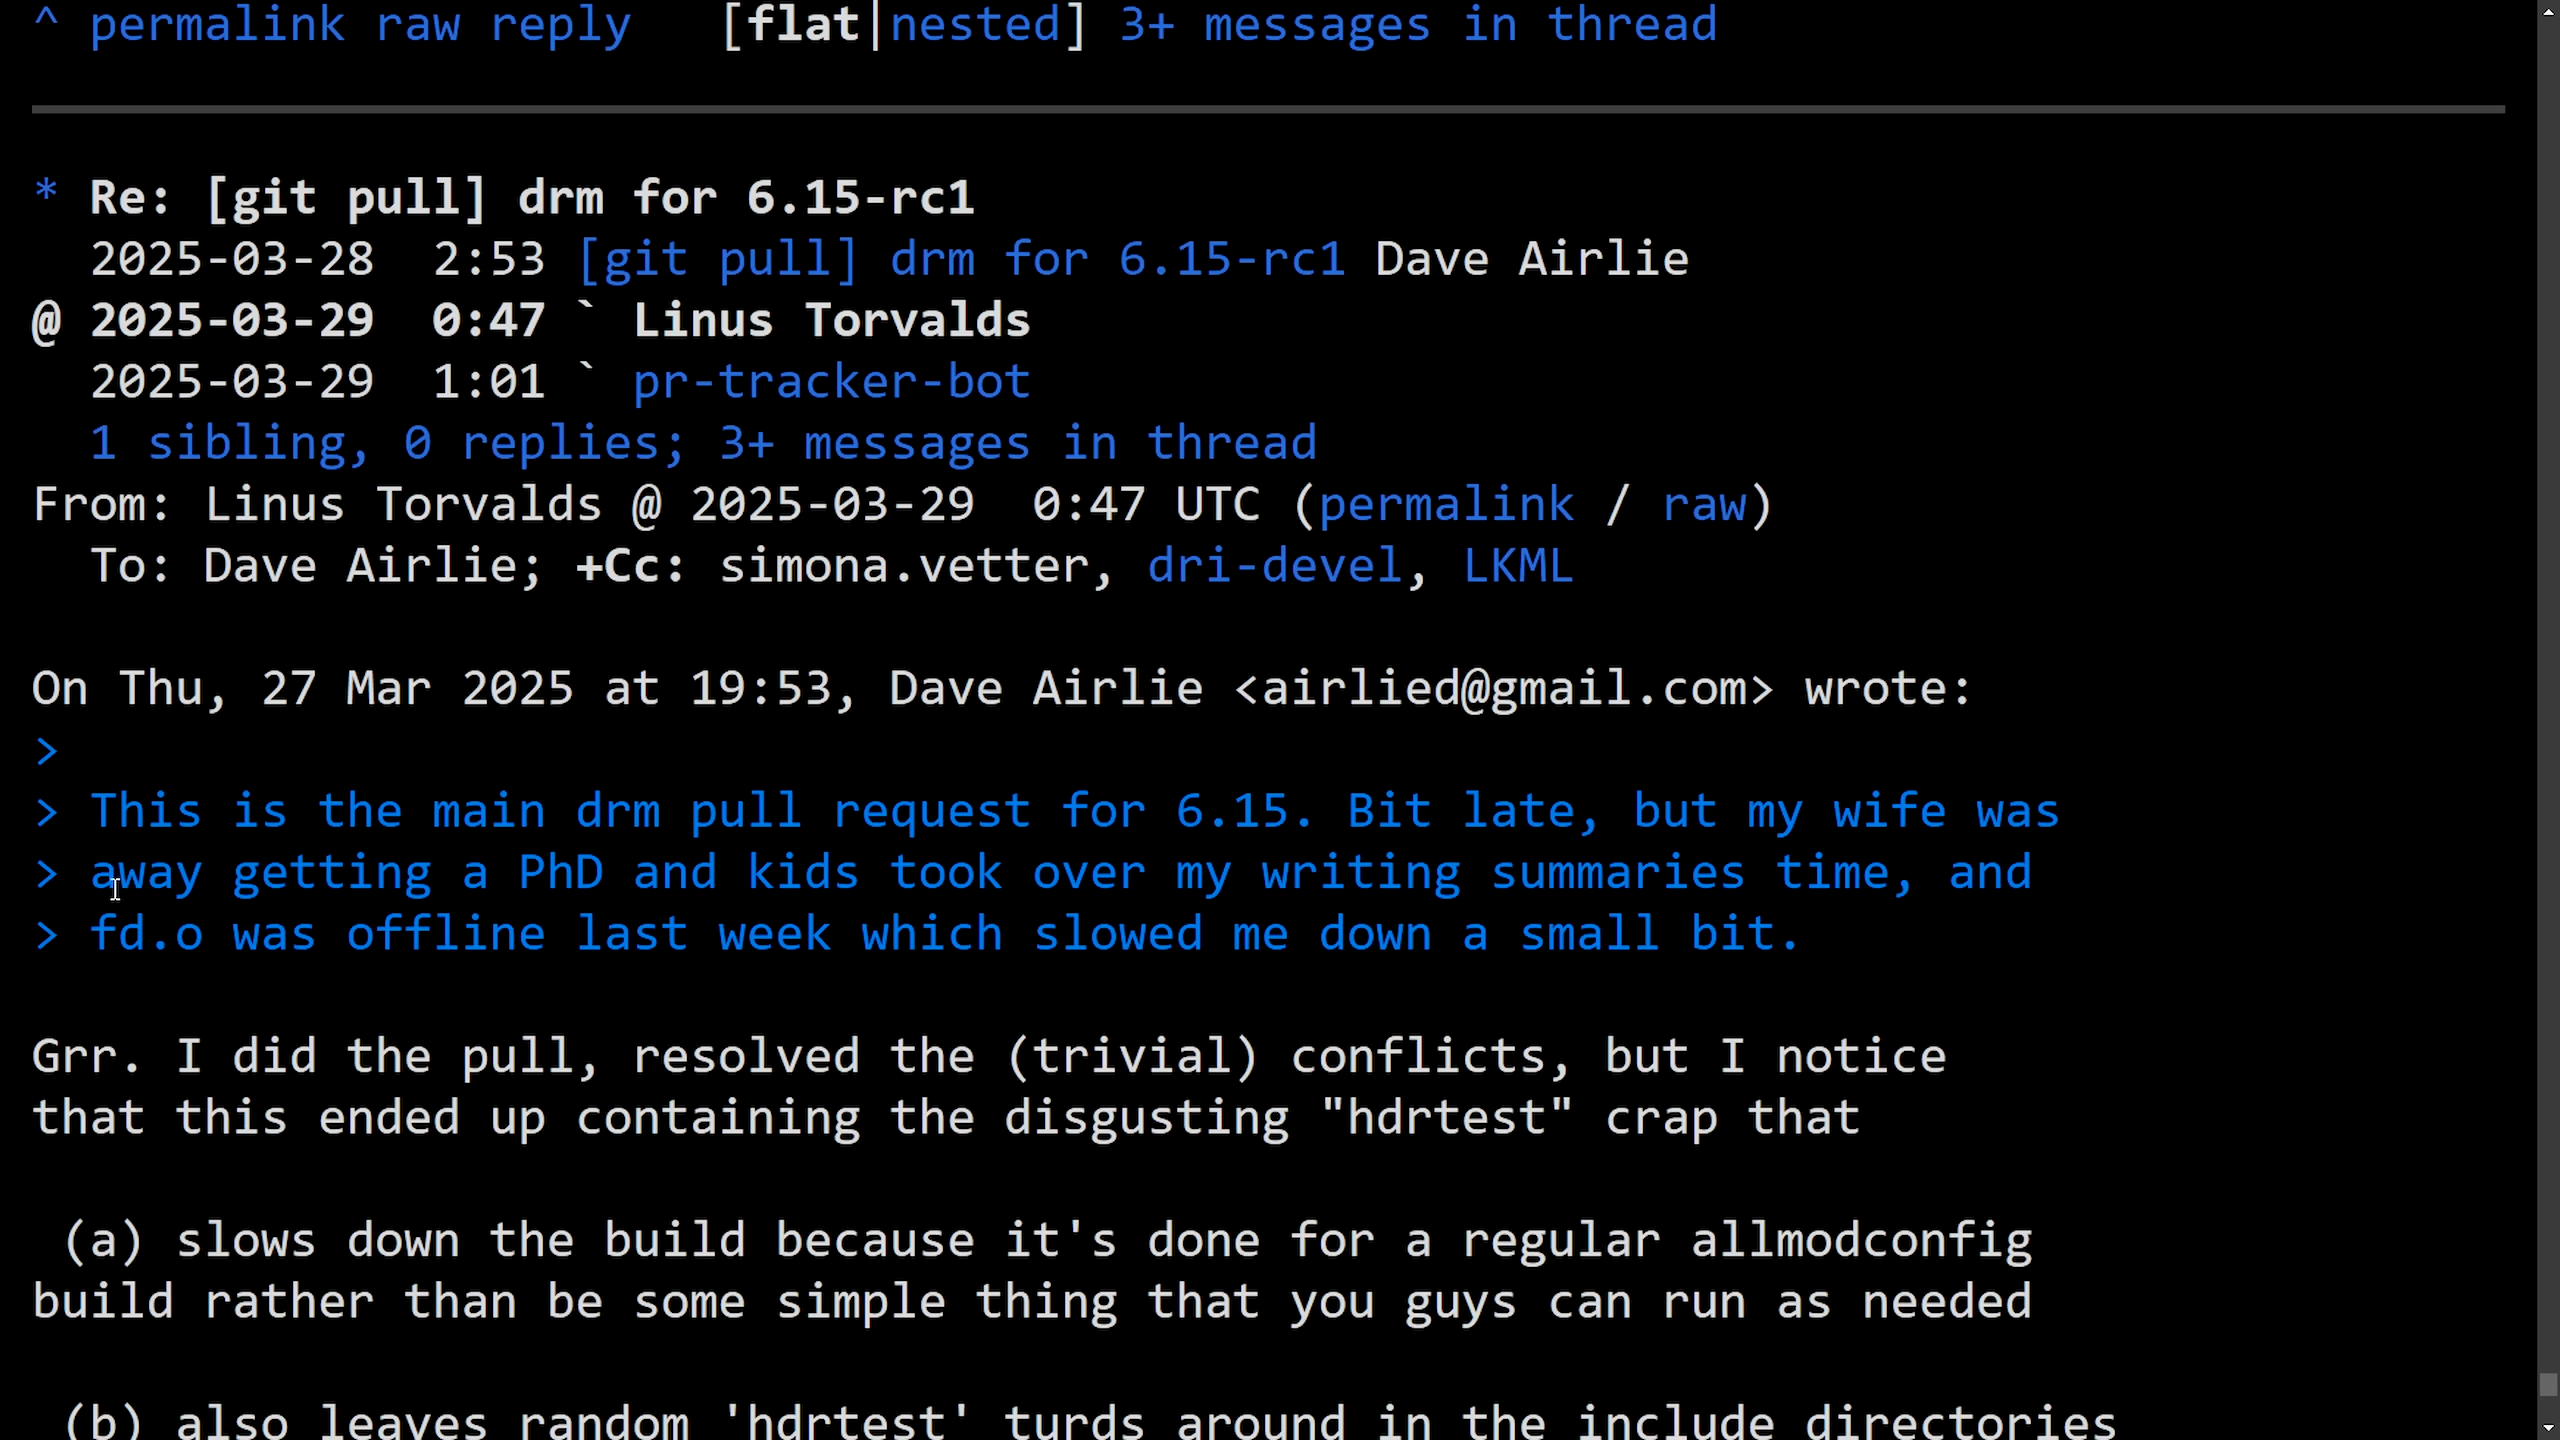 ^ permalink raw reply   [flat|nested] 3+ messages in thread
* Re: [git pull] drm for 6.15-rc1
2025-03-28  2:53 [git pull] drm for 6.15-rc1 Dave Airlie
@ 2025-03-29  0:47 ` Linus Torvalds
2025-03-29  1:01 ` pr-tracker-bot
1 sibling, 0 replies; 3+ messages in thread
From: Linus Torvalds @ 2025-03-29  0:47 UTC (permalink / raw)
To: Dave Airlie; +Cc: simona.vetter, dri-devel, LKML
On Thu, 27 Mar 2025 at 19:53, Dave Airlie <airlied@gmail.com> wrote:
>
> This is the main drm pull request for 6.15. Bit late, but my wife was
> away getting a PhD and kids took over my writing summaries time, and
> fd.o was offline last week which slowed me down a small bit.
Grr. I did the pull, resolved the (trivial) conflicts, but I notice
that this ended up containing the disgusting "hdrtest" crap that
(a) slows down the build because it's done for a regular allmodconfig
build rather than be some simple thing that you guys can run as needed
(b) also leaves random 'hdrtest' turds around in the include directories